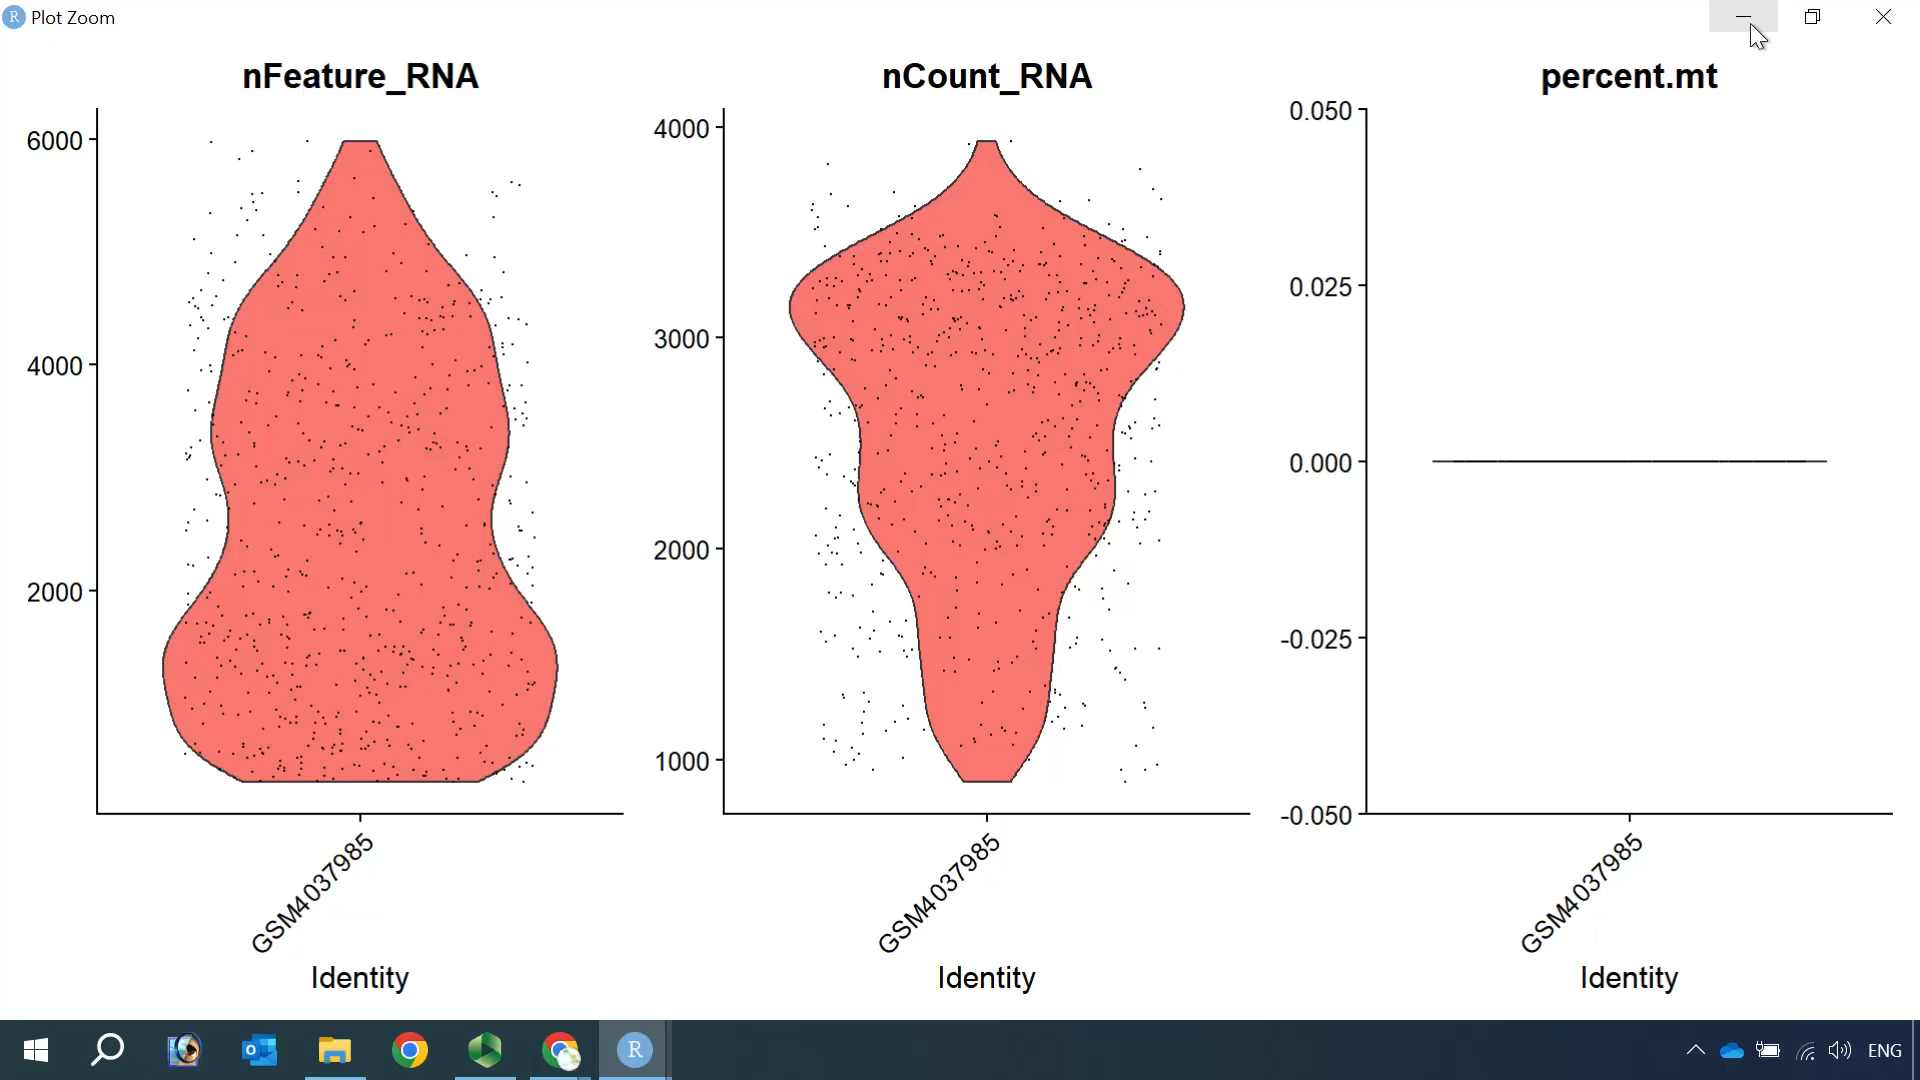 Plot Zoom
nFeature_RNA
6000
4000
2000
GSM4037985
Identity
nCount_RNA
4000
3000
2000
1000
GSM4037985
Identity
percent.mt
0.050
0.025
0.000
-0.025
-0.050
GSM4037985
Identity
ENG